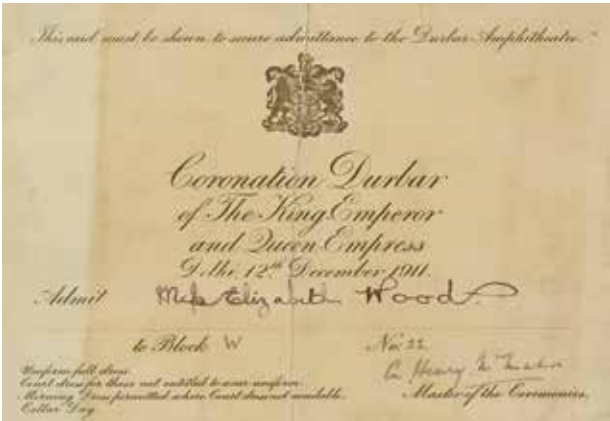 This card must be shown to secure admittance to the Durbar Amphitheatre.
Coronation Durbar
of The King Emperor
and Queen Empress
Delhi, 12th December 1911.
Admit Miss Elizabeth Wood.
to Block W No: 22
Uniform full dress.
Court dress for those not entitled to wear uniform.
Morning Dress permitted where Court dress not available.
Collar Day
Henry
Master of the Ceremonies.